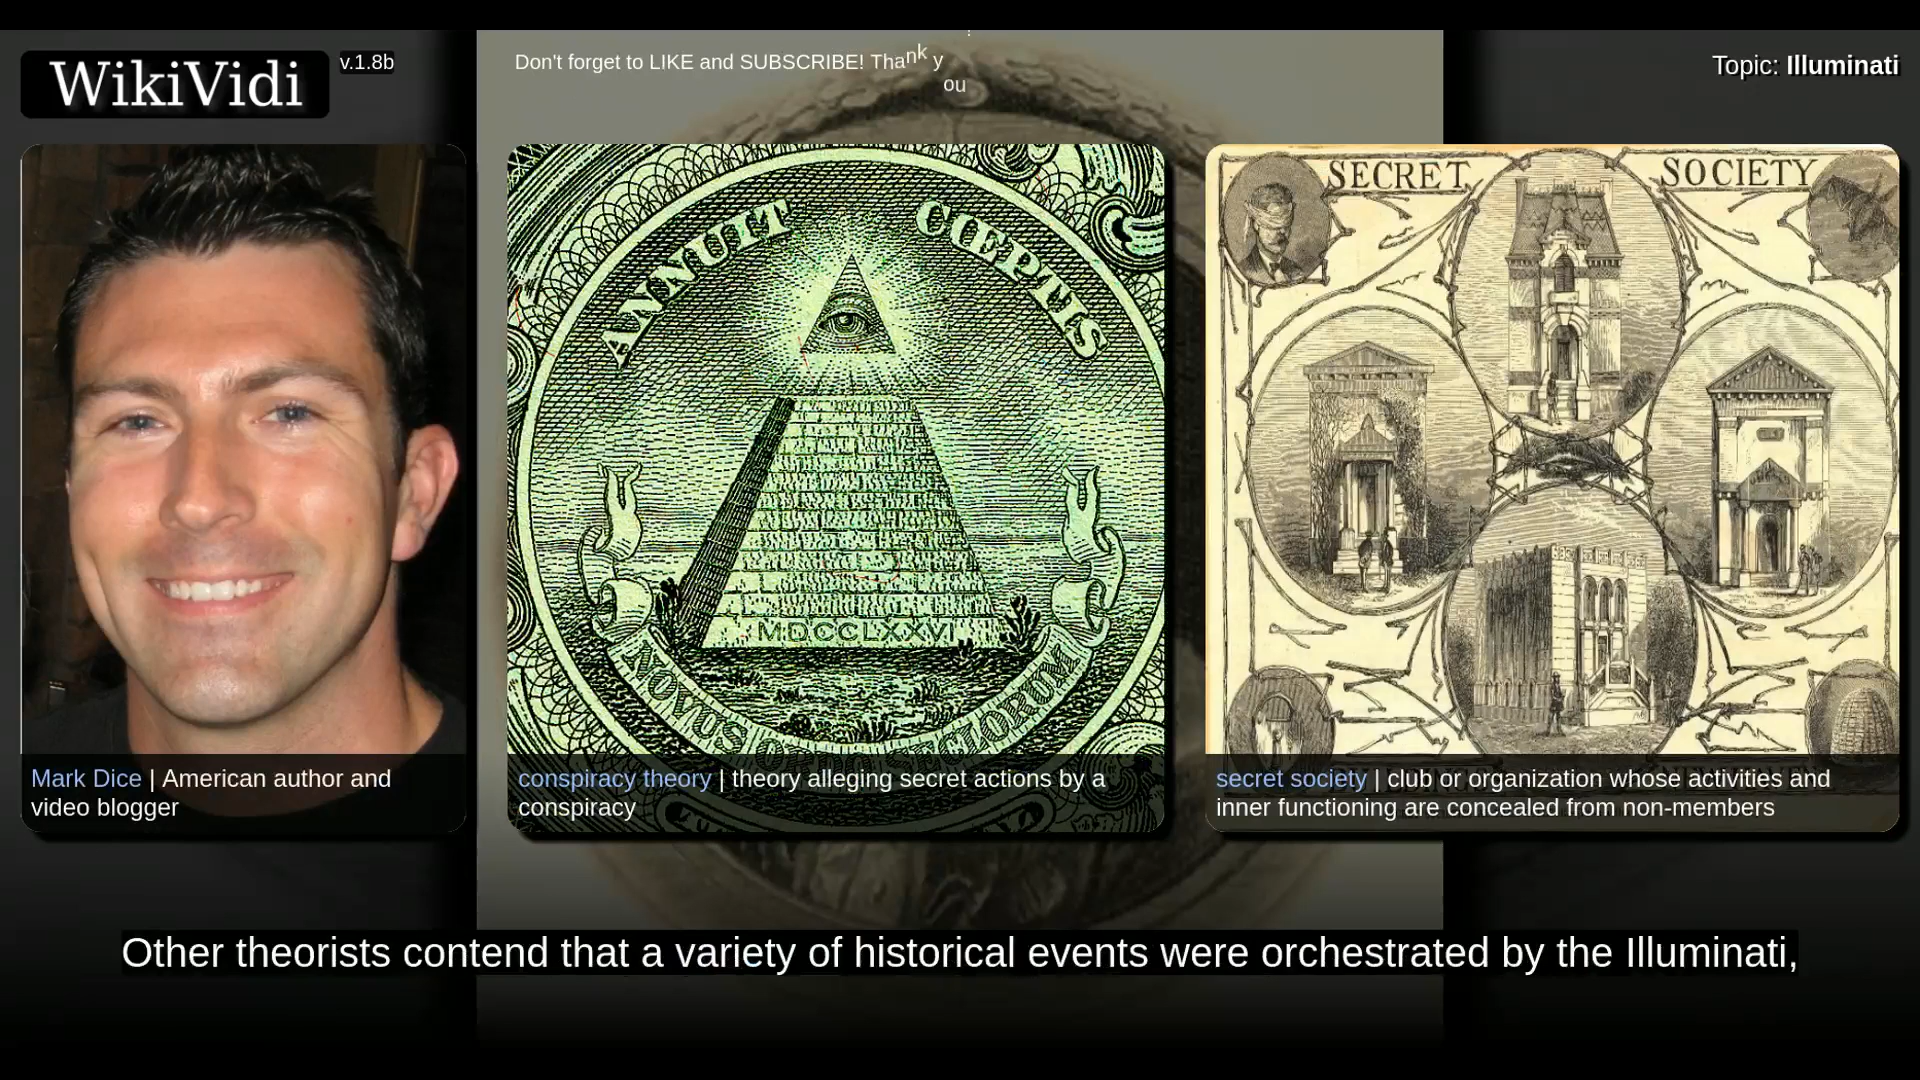 WikiVidi
v.1.8b
Don't forget to LIKE and SUBSCRIBE! Thank you!
Topic: Illuminati
ANNUIT CŒPTIS
MDCCLXXVI
NOVUS ORDO SECLORUM
SECRET SOCIETY
Mark Dice | American author and
video blogger
conspiracy theory | theory alleging secret actions by a
conspiracy
secret society | club or organization whose activities and
inner functioning are concealed from non-members
Other theorists contend that a variety of historical events were orchestrated by the Illuminati,